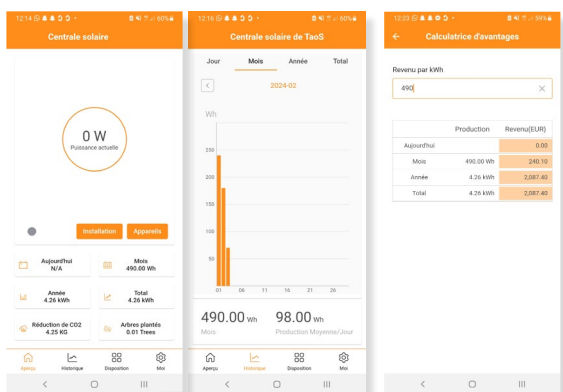 12:14
60%
Centrale solaire
0 W
Puissance actuelle
Installation
Appareils
Aujourd'hui
N/A
Mois
490.00 Wh
Année
4.26 kWh
Total
4.26 kWh
Réduction de CO2
4.25 KG
Arbres plantés
0.01 Trees
Aperçu
Historique
Disposition
Moi
12:16
60%
Centrale solaire de TaoS
Jour
Mois
Année
Total
2024-02
Wh
250
200
150
100
50
01
06
11
16
21
26
490.00 Wh
98.00 Wh
Mois
Production Moyenne/Jour
Aperçu
Historique
Disposition
Moi
12:23
59%
Calculatrice d'avantages
Revenu par kWh
490
Production
Revenu(EUR)
Aujourd'hui
0.00
Mois
490.00 Wh
240.10
Année
4.26 kWh
2,087.40
Total
4.26 kWh
2,087.40